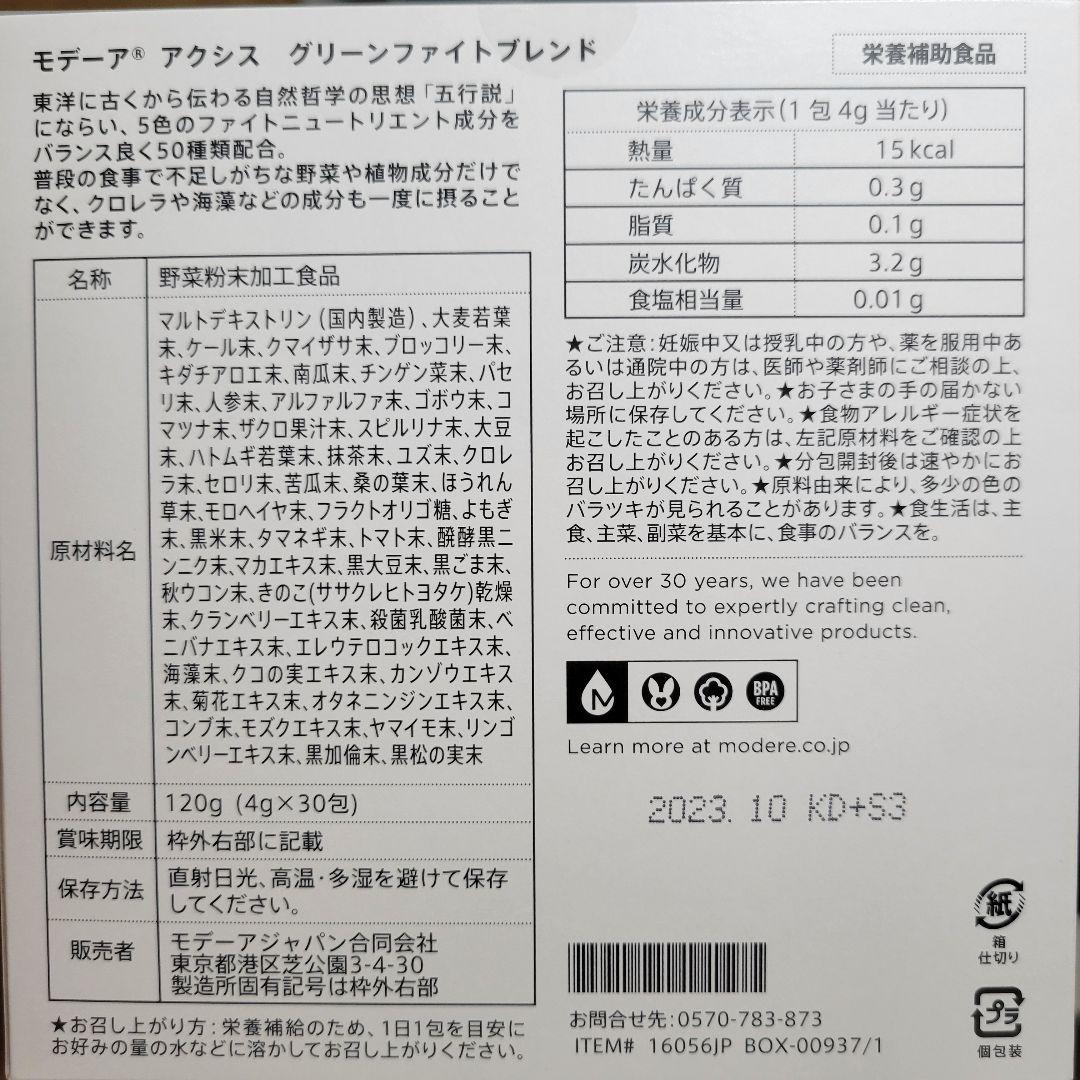 モデーア® アクシス グリーンファイトブレンド
東洋に古くから伝わる自然哲学の思想「五行説」
にならい、5色のファイトニュートリエント成分を
バランス良く50種類配合。
普段の食事で不足しがちな野菜や植物成分だけで
なく、クロレラや海藻などの成分も一度に摂ること
ができます。
名称 野菜粉末加工食品
原材料名
マルトデキストリン(国内製造)、大麦若葉
末、ケール末、クマイザサ末、ブロッコリー末、
キダチアロエ末、南瓜末、チンゲン菜末、パセ
リ末、人参末、アルファルファ末、ゴボウ末、コ
マツナ末、ザクロ果汁末、スピルリナ末、大豆
末、ハトムギ若葉末、抹茶末、ユズ末、クロレ
ラ末、セロリ末、苦瓜末、桑の葉末、ほうれん
草末、モロヘイヤ末、フラクトオリゴ糖、よもぎ
末、黒米末、タマネギ末、トマト末、醗酵黒ニ
ンニク末、マカエキス末、黒大豆末、黒ごま末、
秋ウコン末、きのこ(ササクレヒトヨタケ)乾燥
末、クランベリーエキス末、殺菌乳酸菌末、ベ
ニバナエキス末、エレウテロコックエキス末、
海藻末、クコの実エキス末、カンゾウエキス
末、菊花エキス末、オタネニンジンエキス末、
コンブ末、モズクエキス末、ヤマイモ末、リンゴ
ンベリーエキス末、黒加倫末、黒松の実末
内容量 120g (4g×30包)
賞味期限 枠外右部に記載
保存方法 直射日光、高温・多湿を避けて保存
してください。
販売者 モデーアジャパン合同会社
東京都港区芝公園3-4-30
製造所固有記号は枠外右部
★お召し上がり方:栄養補給のため、1日1包を目安に
お好みの量の水などに溶かしてお召し上がりください。
栄養補助食品
栄養成分表示(1包4g当たり)
熱量 15kcal
たんぱく質 0.3g
脂質 0.1g
炭水化物 3.2g
食塩相当量 0.01g
★ご注意:妊娠中又は授乳中の方や、薬を服用中あ
るいは通院中の方は、医師や薬剤師にご相談の上、
お召し上がりください。★お子さまの手の届かない
場所に保存してください。★食物アレルギー症状を
起こしたことのある方は、左記原材料をご確認の上
お召し上がりください。★分包開封後は速やかにお
召し上がりください。★原料由来により、多少の色の
バラツキが見られることがあります。★食生活は、主
食、主菜、副菜を基本に、食事のバランスを。
For over 30 years, we have been
committed to expertly crafting clean,
effective and innovative products.
BPA
FREE
Learn more at modere.co.jp
2023. 10 KD+S3
紙
箱
仕切り
プラ
個包装
お問合せ先:0570-783-873
ITEM# 16056JP BOX-00937/1